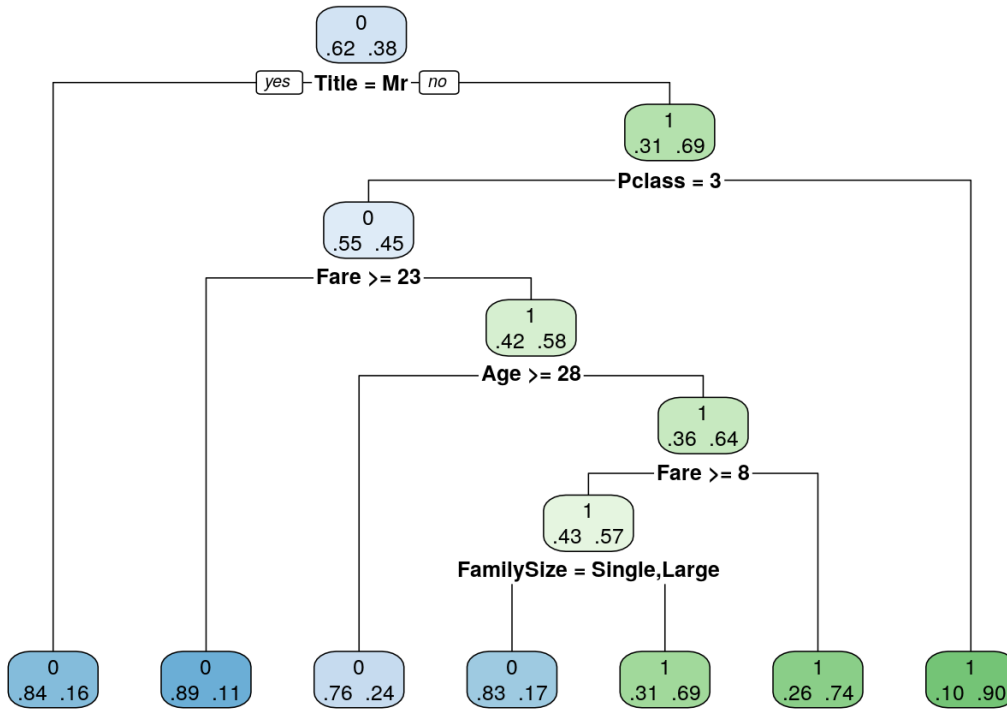 0
.62 .38
yes Title = Mr no
1
.31 .69
Pclass = 3
0
.55 .45
Fare >= 23
1
.42 .58
Age >= 28
1
.36 .64
Fare >= 8
1
.43 .57
FamilySize = Single,Large
0 0 0 0 1 1 1
.84 .16 .89 .11 .76 .24 .83 .17 .31 .69 .26 .74 .10 .90